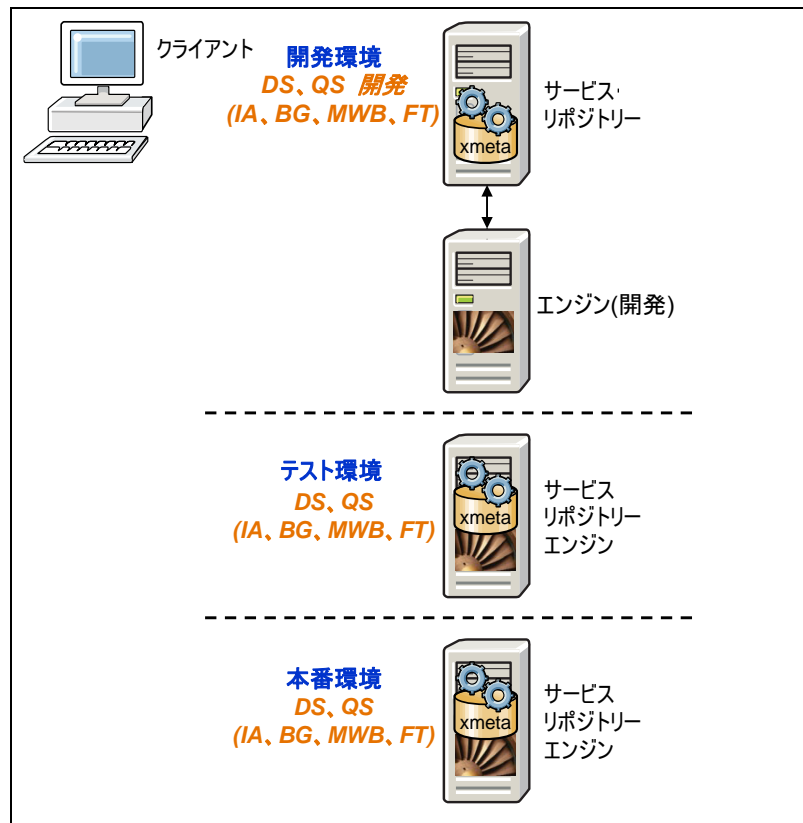 クライアント
開発環境
DS、QS 開発
(IA、BG、MWB、FT)
サービス・
リポジトリー
xmeta
エンジン(開発)
テスト環境
DS、QS
(IA、BG、MWB、FT)
xmeta
サービス
リポジトリー
エンジン
本番環境
DS、QS
(IA、BG、MWB、FT)
xmeta
サービス
リポジトリー
エンジン